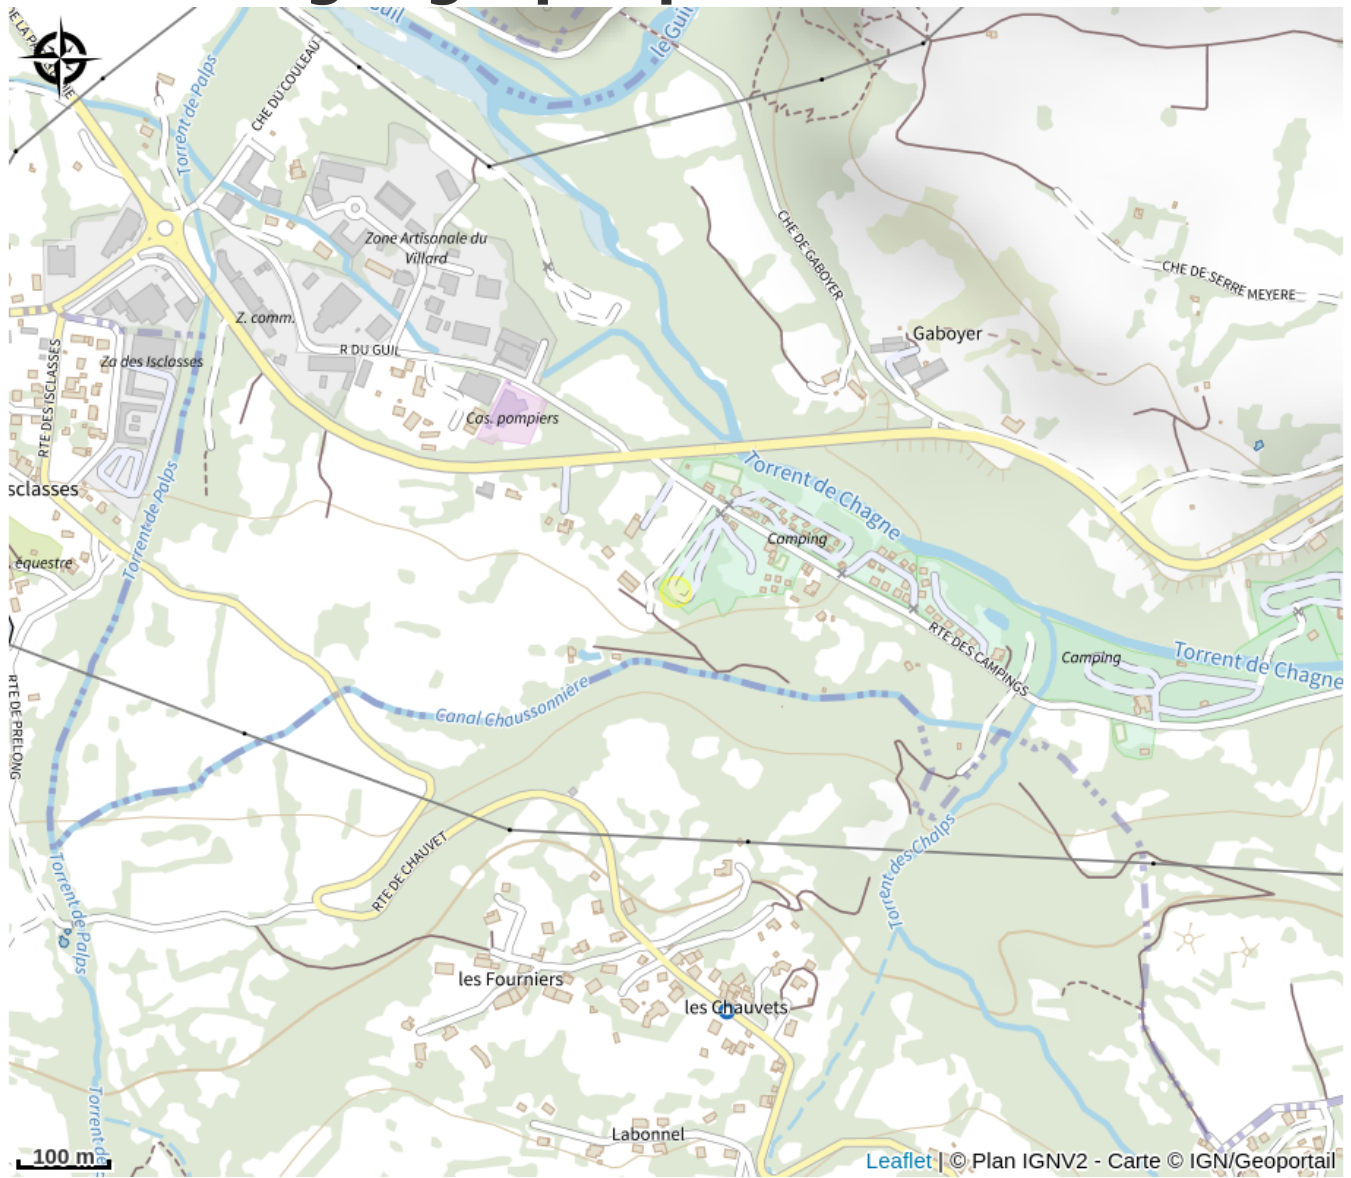 le Guil
Torrent de Palps
CHE DU COULEAU
CHE DE GABOYER
CHE DE SERRE MEYERE
Zone Artisanale du
Villard
Z. comm.
Gaboyer
R DU GUIL
Za des Isclasses
RTE DES ISCLASSES
Cas. pompiers
Torrent de Chagne
sclasses
Camping
équestre
Torrent de Palps
RTE DES CAMPINGS
Camping
Torrent de Chagne
Canal Chaussonnière
RTE DE PRELONG
Torrent des Chalps
RTE DE CHAUVET
Torrent de Palps
les Fourniers
les Chauvets
Labonnel
Torrent de P
100 m
Leaflet | © Plan IGNV2 - Carte © IGN/Geoportail